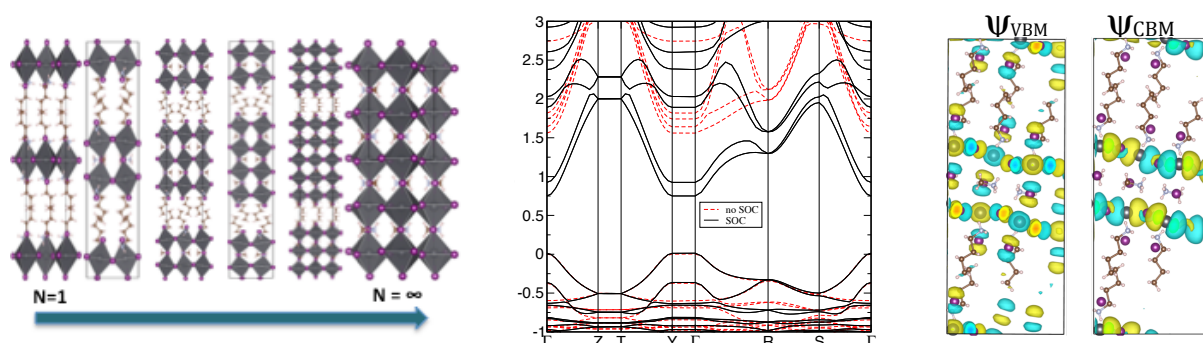 N=1
N = ∞
3
2.5
2
1.5
1
0.5
0
-0.5
-1
no SOC
SOC
Γ Z T Y Γ R S Γ
ΨVBM
ΨCBM